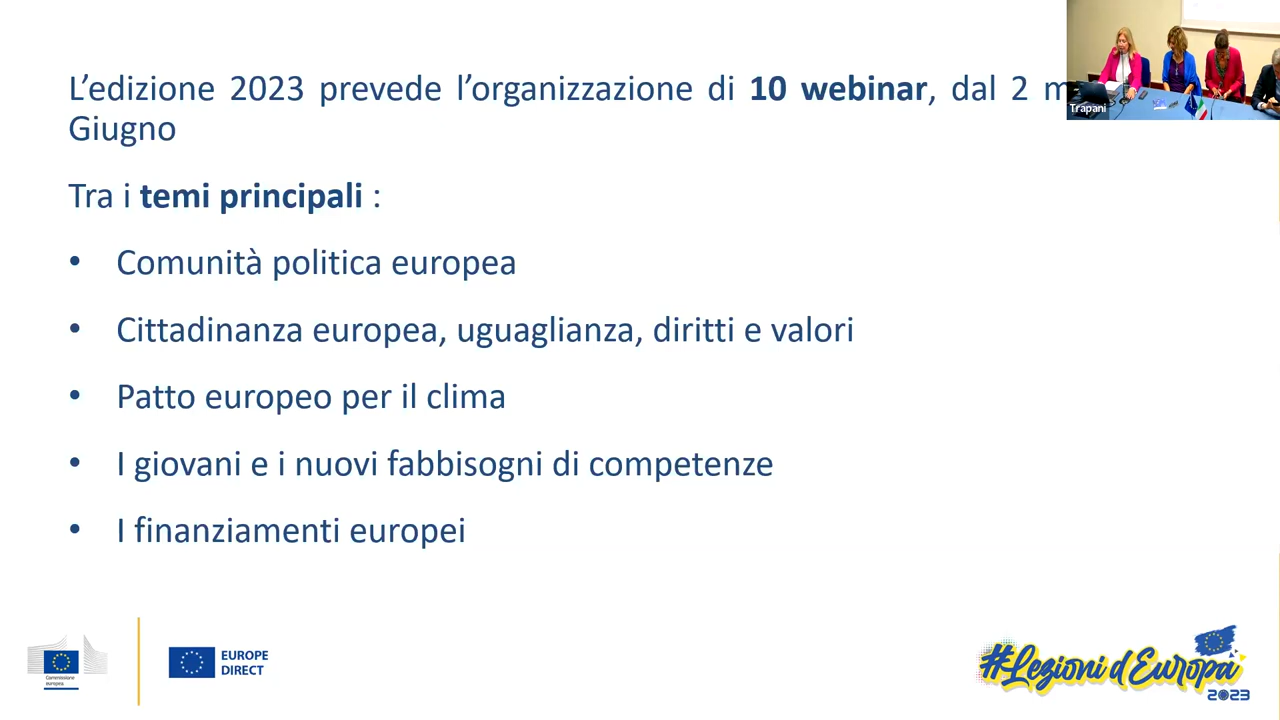 L’edizione 2023 prevede l’organizzazione di 10 webinar, dal 2 m
Giugno
Tra i temi principali :
• Comunità politica europea
• Cittadinanza europea, uguaglianza, diritti e valori
• Patto europeo per il clima
• I giovani e i nuovi fabbisogni di competenze
• I finanziamenti europei
Trapani
Commissione
europea
EUROPE
DIRECT
#Lezioni d'Europa
2023